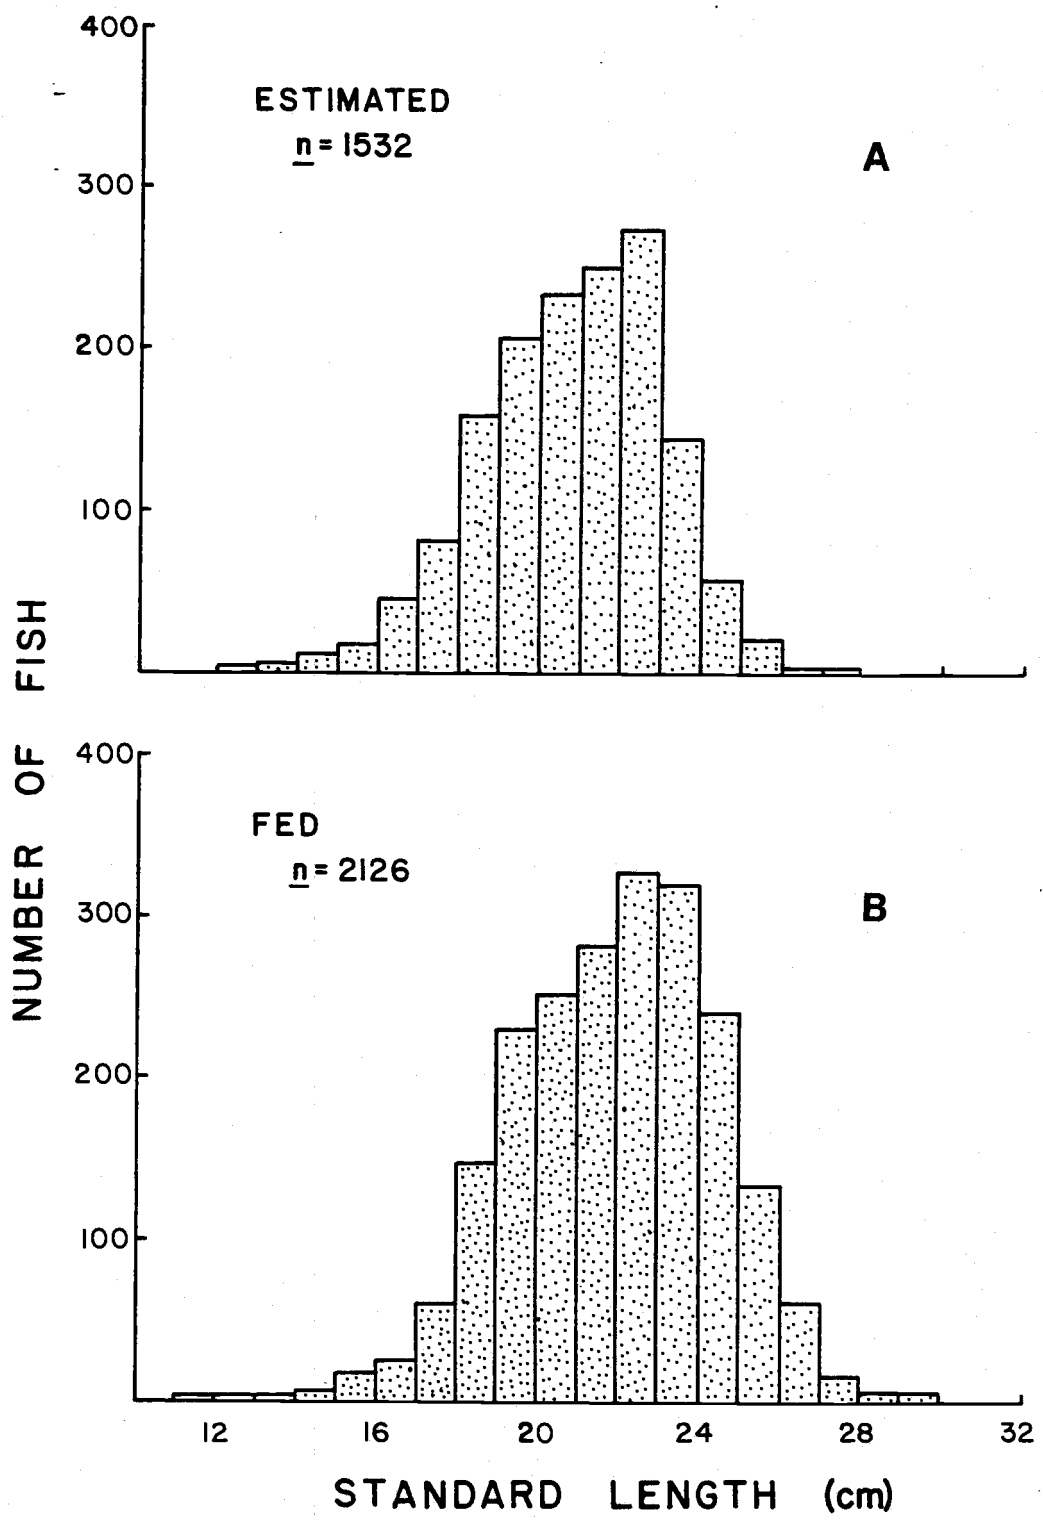 400
ESTIMATED
n = 1532
A
300
200
100
NUMBER OF FISH
400
FED
n = 2126
B
300
200
100
12 16 20 24 28 32
STANDARD LENGTH (cm)